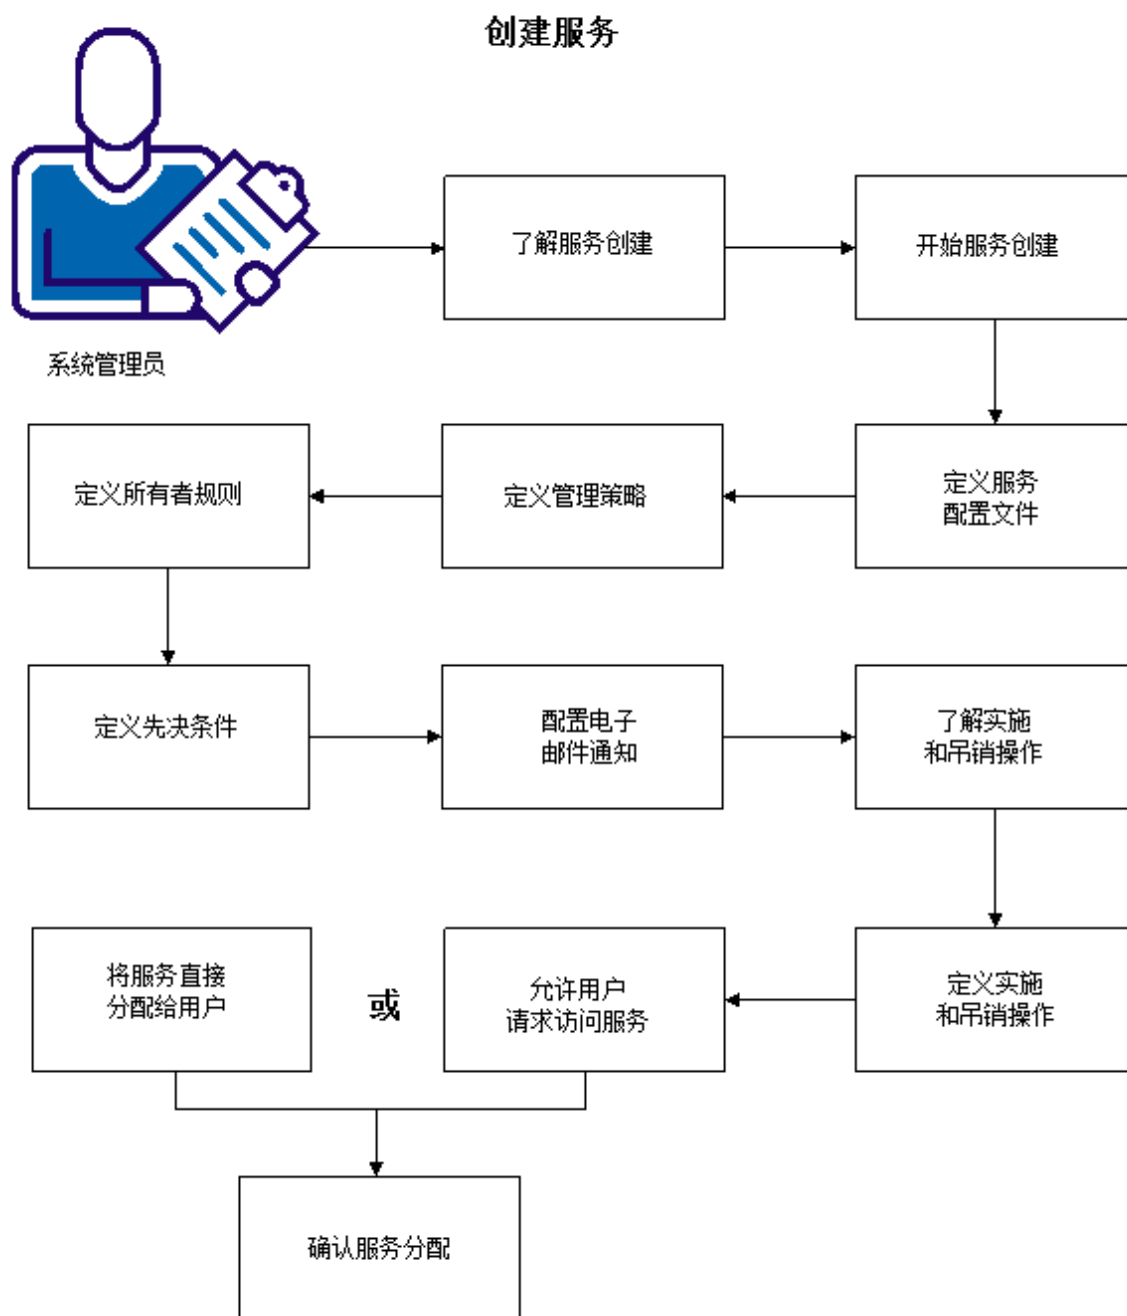 创建服务
了解服务创建
开始服务创建
系统管理员
定义所有者规则
定义管理策略
定义服务
配置文件
定义先决条件
配置电子
邮件通知
了解实施
和吊销操作
将服务直接
分配给用户
或
允许用户
请求访问服务
定义实施
和吊销操作
确认服务分配